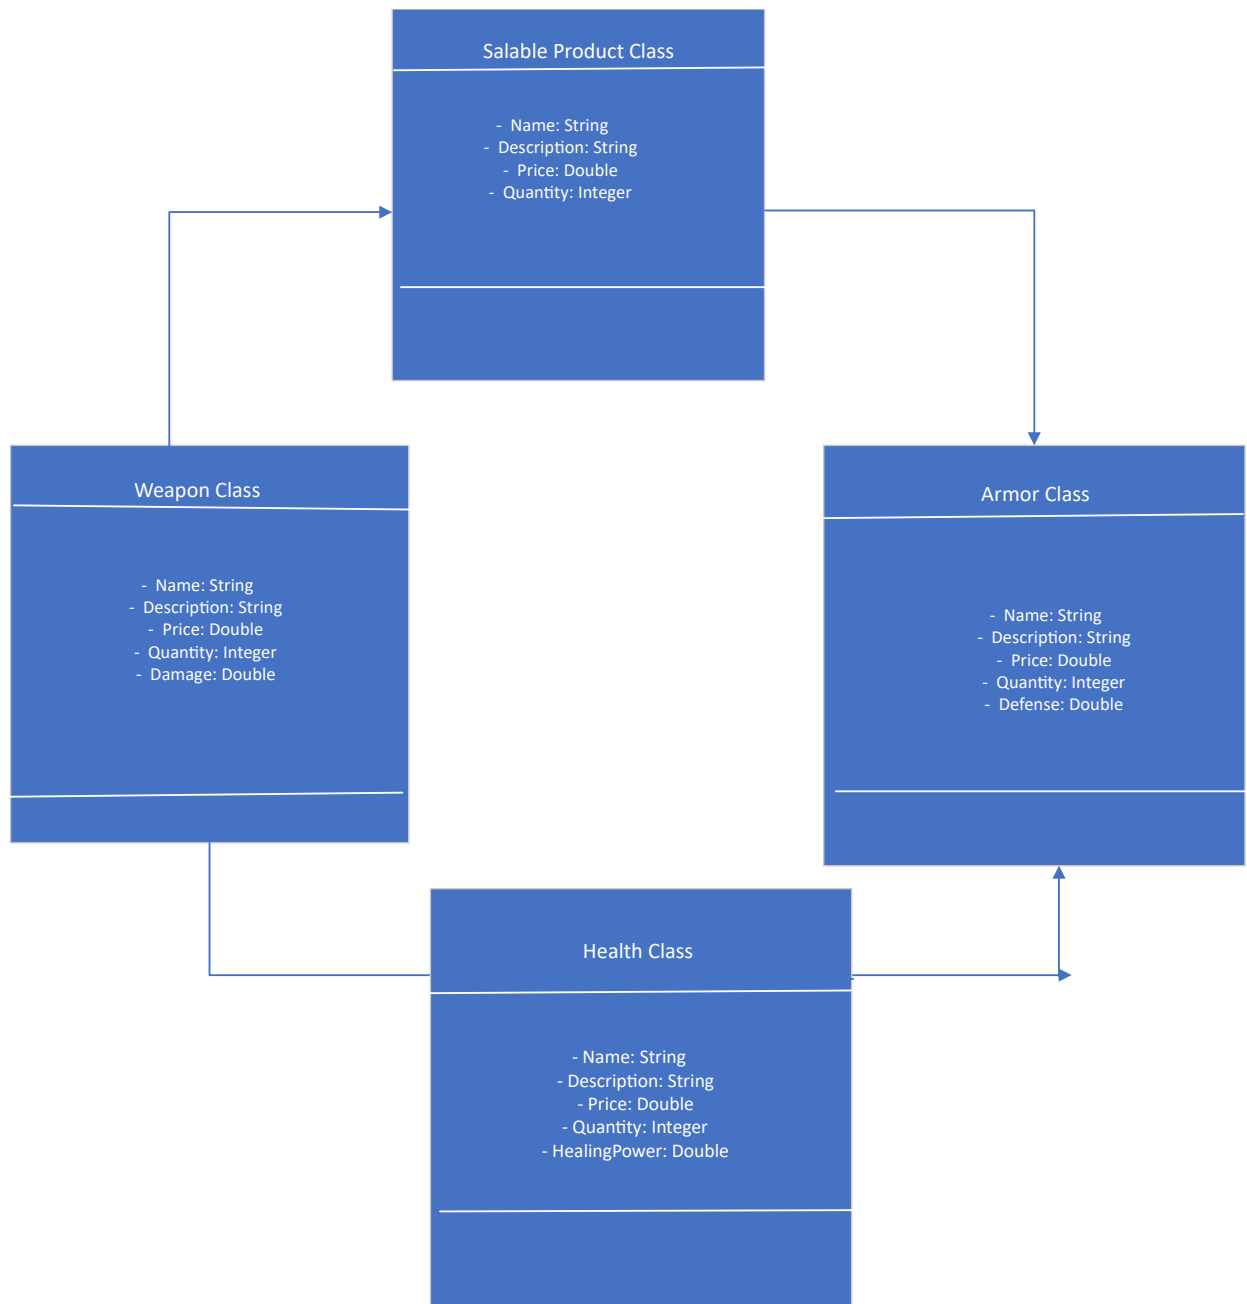 Salable Product Class
- Name: String
- Description: String
- Price: Double
- Quantity: Integer
Weapon Class
- Name: String
- Description: String
- Price: Double
- Quantity: Integer
- Damage: Double
Armor Class
- Name: String
- Description: String
- Price: Double
- Quantity: Integer
- Defense: Double
Health Class
- Name: String
- Description: String
- Price: Double
- Quantity: Integer
- HealingPower: Double